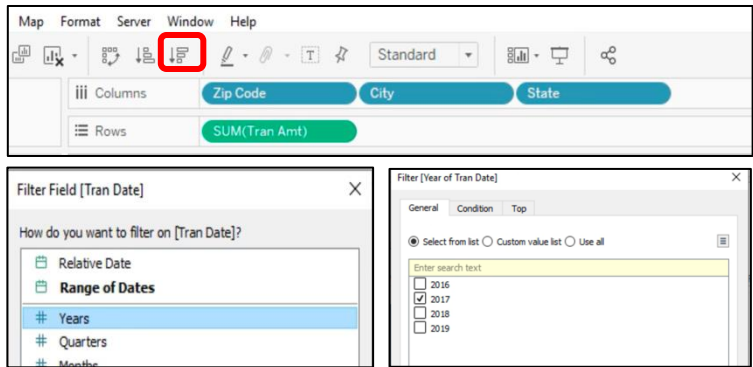 Map Format Server Window Help
T Standard
Columns Zip Code City State
Rows SUM(Tran Amt)
Filter Field [Tran Date] X
How do you want to filter on [Tran Date]?
Relative Date
Range of Dates
# Years
# Quarters
# Months
Filter [Year of Tran Date] X
General Condition Top
Select from list Custom value list Use all
Enter search text
2016
2017
2018
2019